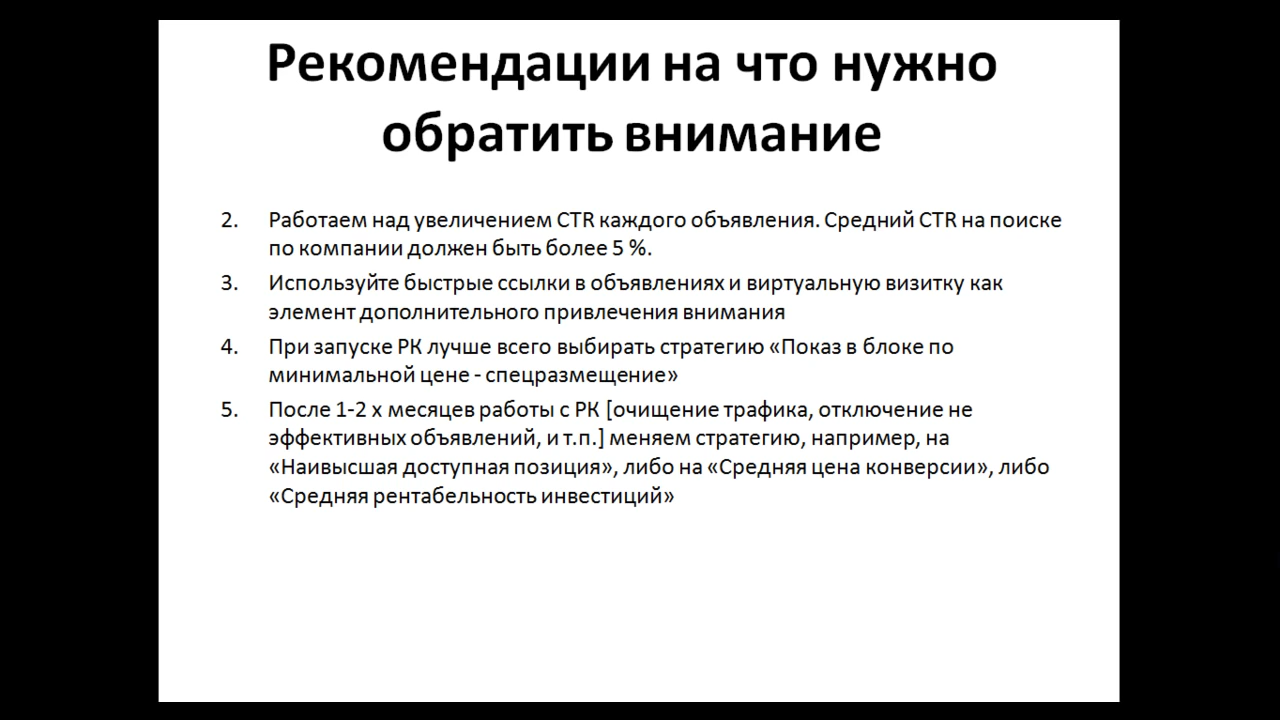 Рекомендации на что нужно
обратить внимание
2. Работаем над увеличением CTR каждого объявления. Средний CTR на поиске
по компании должен быть более 5 %.
3. Используйте быстрые ссылки в объявлениях и виртуальную визитку как
элемент дополнительного привлечения внимания
4. При запуске РК лучше всего выбирать стратегию «Показ в блоке по
минимальной цене - спецразмещение»
5. После 1-2 х месяцев работы с РК [очищение трафика, отключение не
эффективных объявлений, и т.п.] меняем стратегию, например, на
«Наивысшая доступная позиция», либо на «Средняя цена конверсии», либо
«Средняя рентабельность инвестиций»